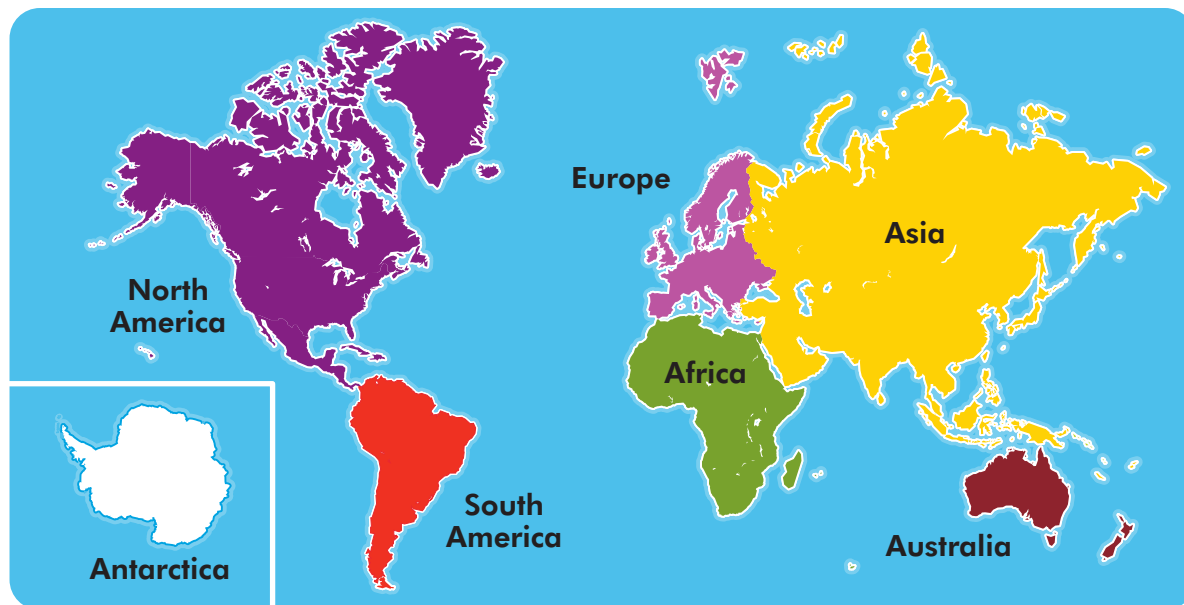 Europe
Asia
North
America
Africa
South
America
Australia
Antarctica